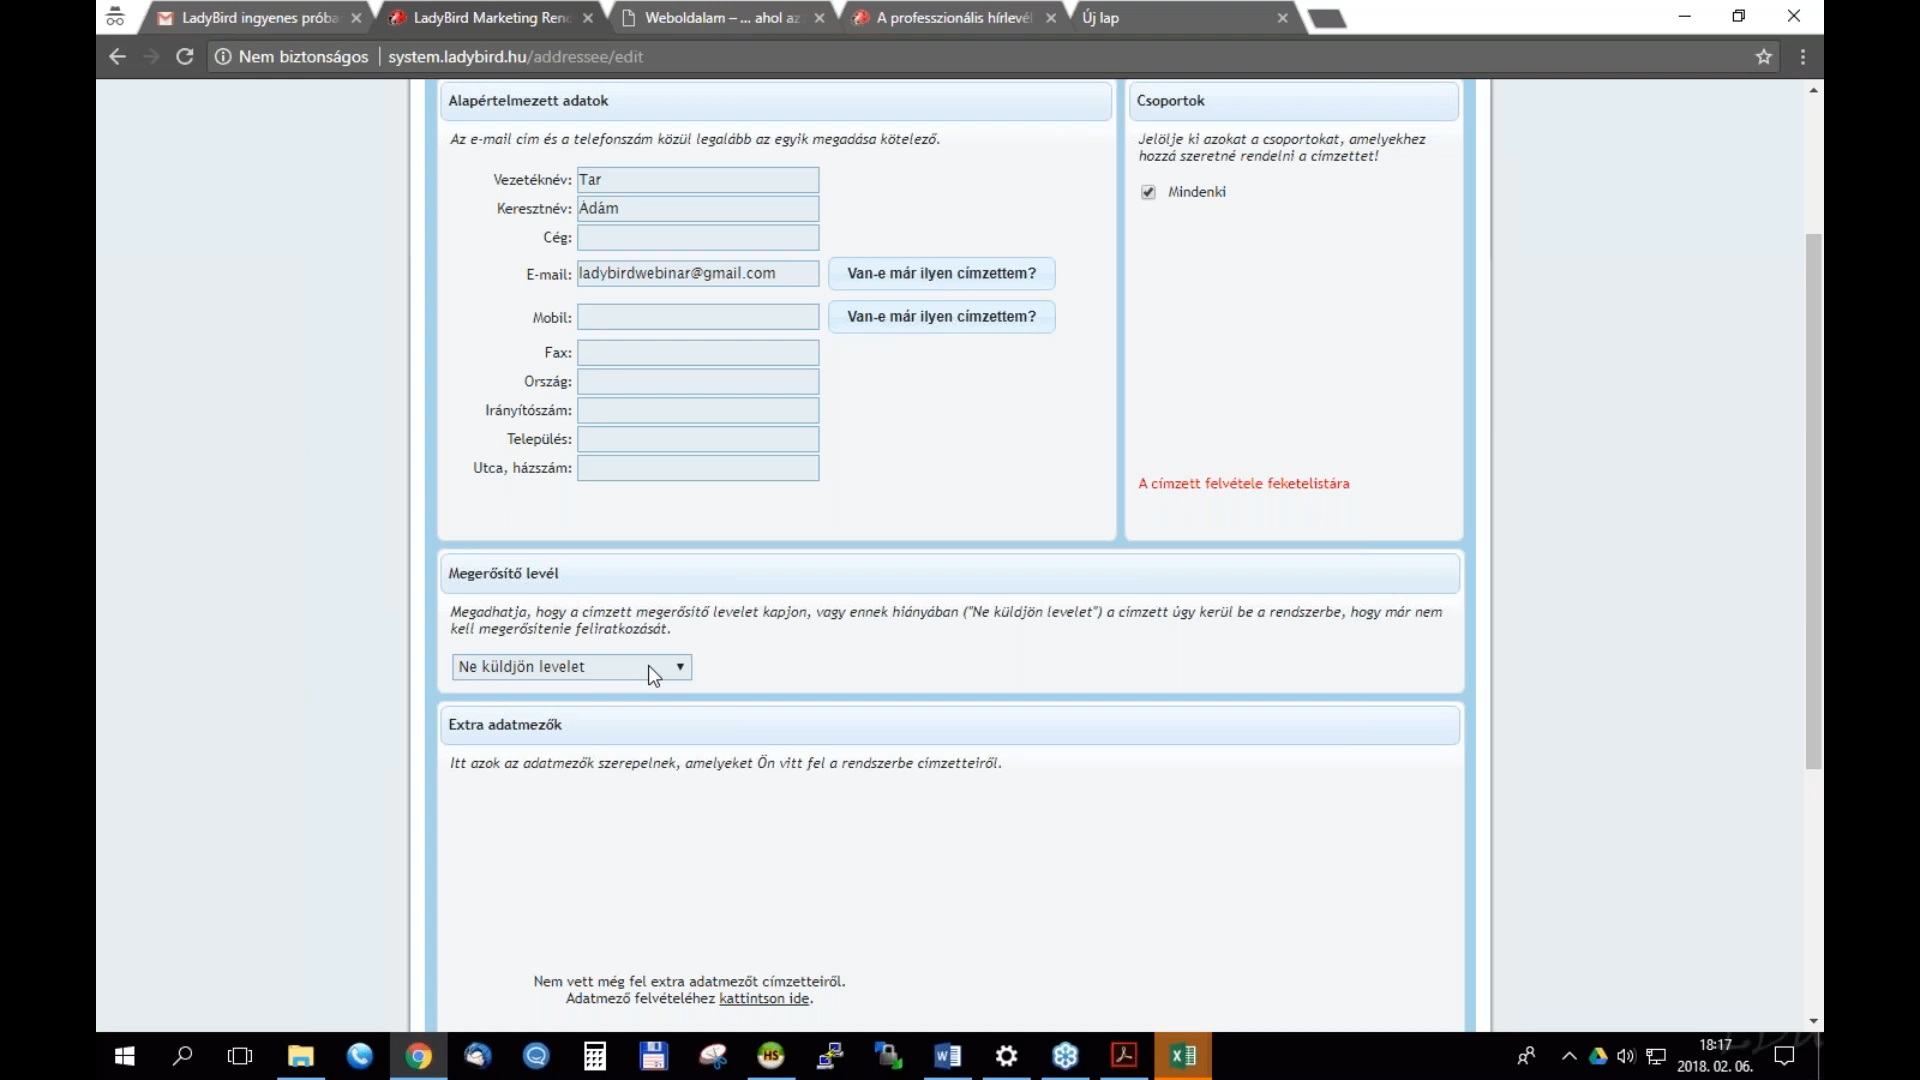 LadyBird ingyenes próba
LadyBird Marketing Ren
Weboldalam – ... ahol az
A professzionális hírlevé
Új lap
Nem biztonságos
system.ladybird.hu/addressee/edit
Alapértelmezett adatok
Az e-mail cím és a telefonszám közül legalább az egyik megadása kötelező.
Vezetéknév: Tar
Keresztnév: Ádám
Cég:
E-mail: ladybirdwebinar@gmail.com Van-e már ilyen címzettem?
Mobil: Van-e már ilyen címzettem?
Fax:
Ország:
Irányítószám:
Település:
Utca, házszám:
Csoportok
Jelölje ki azokat a csoportokat, amelyekhez
hozzá szeretné rendelni a címzettet!
Mindenki
A címzett felvétele feketelistára
Megerősítő levél
Megadhatja, hogy a címzett megerősítő levelet kapjon, vagy ennek hiányában ("Ne küldjön levelet") a címzett úgy kerül be a rendszerbe, hogy már nem
kell megerősítenie feliratkozását.
Ne küldjön levelet
Extra adatmezők
Itt azok az adatmezők szerepelnek, amelyeket Ön vitt fel a rendszerbe címzetteiről.
Nem vett még fel extra adatmezőt címzetteiről.
Adatmező felvételéhez kattintson ide.
HS
18:17
2018. 02. 06.